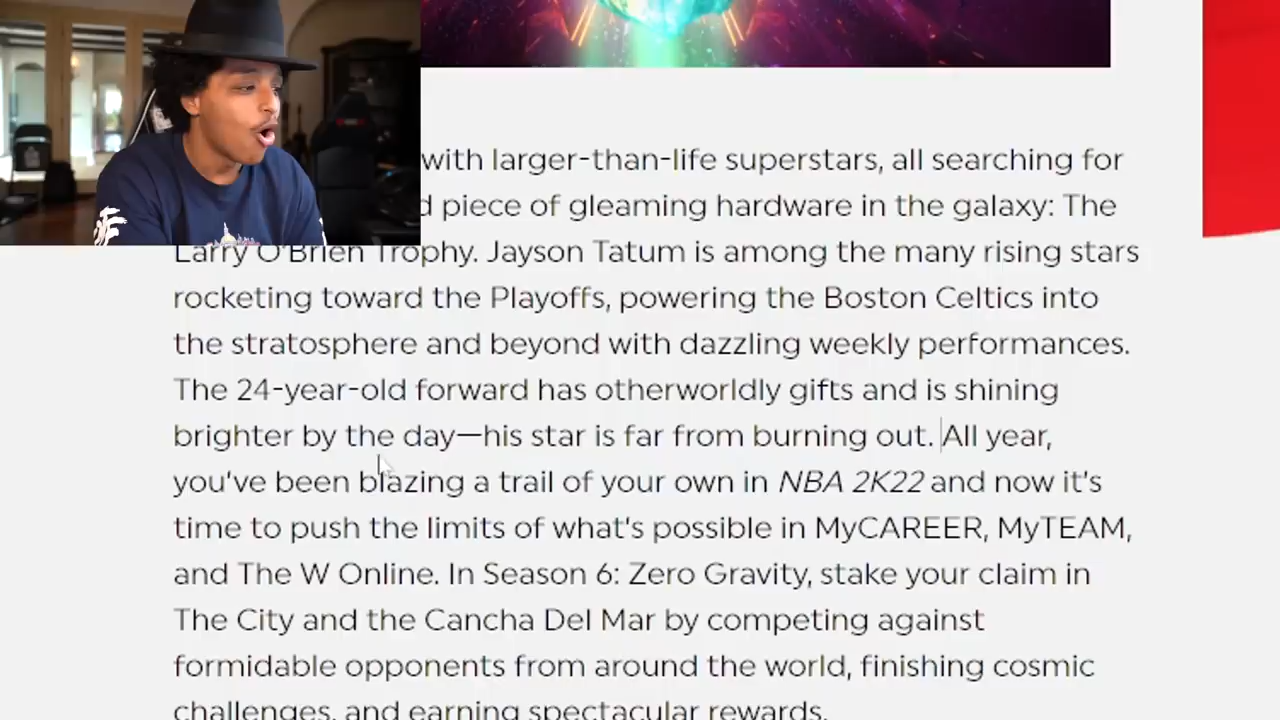 with larger-than-life superstars, all searching for
piece of gleaming hardware in the galaxy: The
Larry O'Brien Trophy. Jayson Tatum is among the many rising stars
rocketing toward the Playoffs, powering the Boston Celtics into
the stratosphere and beyond with dazzling weekly performances.
The 24-year-old forward has otherworldly gifts and is shining
brighter by the day—his star is far from burning out. All year,
you've been blazing a trail of your own in NBA 2K22 and now it's
time to push the limits of what's possible in MyCAREER, MyTEAM,
and The W Online. In Season 6: Zero Gravity, stake your claim in
The City and the Cancha Del Mar by competing against
formidable opponents from around the world, finishing cosmic
challenges, and earning spectacular rewards.